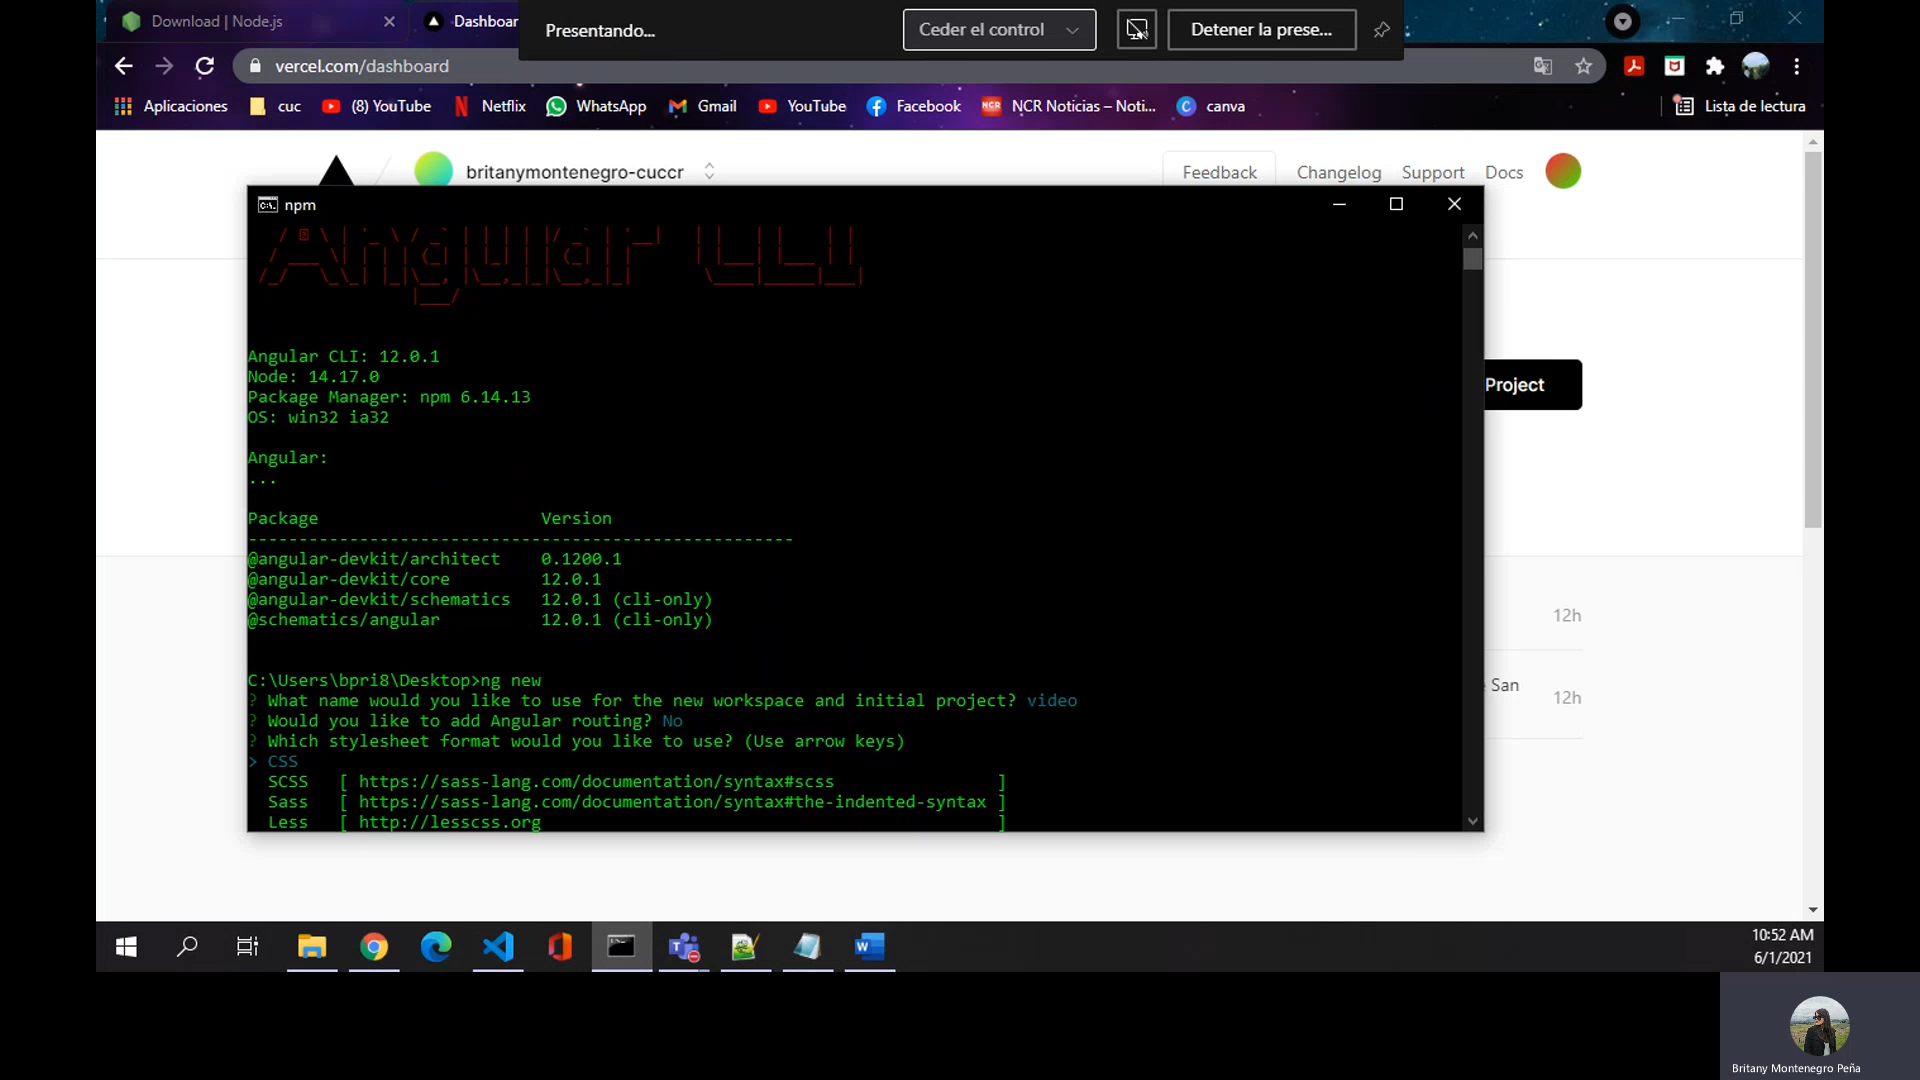 Download | Node.js
Dashboar
Presentando...
Ceder el control
Detener la prese...
vercel.com/dashboard
Aplicaciones
cuc
(8) YouTube
Netflix
WhatsApp
Gmail
YouTube
Facebook
NCR Noticias – Noti...
canva
Lista de lectura
britanymontenegro-cuccr
Feedback
Changelog
Support
Docs
npm
Angular CLI
Angular CLI: 12.0.1
Node: 14.17.0
Package Manager: npm 6.14.13
OS: win32 ia32
Angular:
...
Package Version
------------------------------------------------------
@angular-devkit/architect 0.1200.1
@angular-devkit/core 12.0.1
@angular-devkit/schematics 12.0.1 (cli-only)
@schematics/angular 12.0.1 (cli-only)
C:\Users\bpri8\Desktop>ng new
? What name would you like to use for the new workspace and initial project? video
? Would you like to add Angular routing? No
? Which stylesheet format would you like to use? (Use arrow keys)
> CSS
SCSS [ https://sass-lang.com/documentation/syntax#scss ]
Sass [ https://sass-lang.com/documentation/syntax#the-indented-syntax ]
Less [ http://lesscss.org ]
Project
12h
San
12h
10:52 AM
6/1/2021
Britany Montenegro Peña